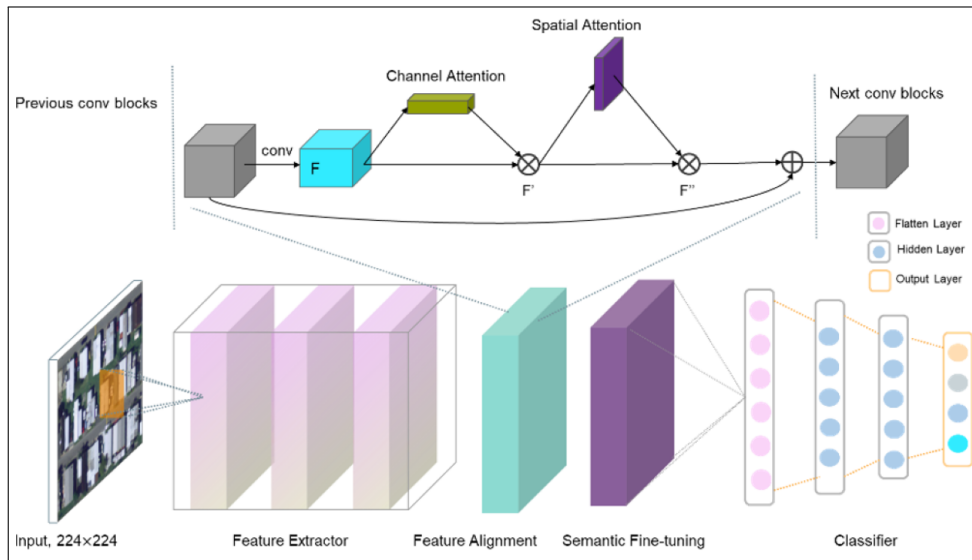 Spatial Attention
Channel Attention
Previous conv blocks
Next conv blocks
conv
F
F'
F''
Flatten Layer
Hidden Layer
Output Layer
Input, 224×224
Feature Extractor
Feature Alignment
Semantic Fine-tuning
Classifier